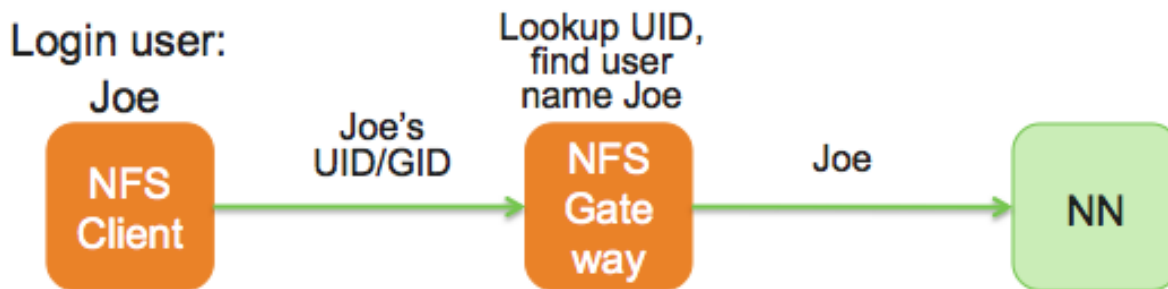 Login user:
Joe
NFS
Client
Joe's
UID/GID
Lookup UID,
find user
name Joe
NFS
Gate
way
Joe
NN